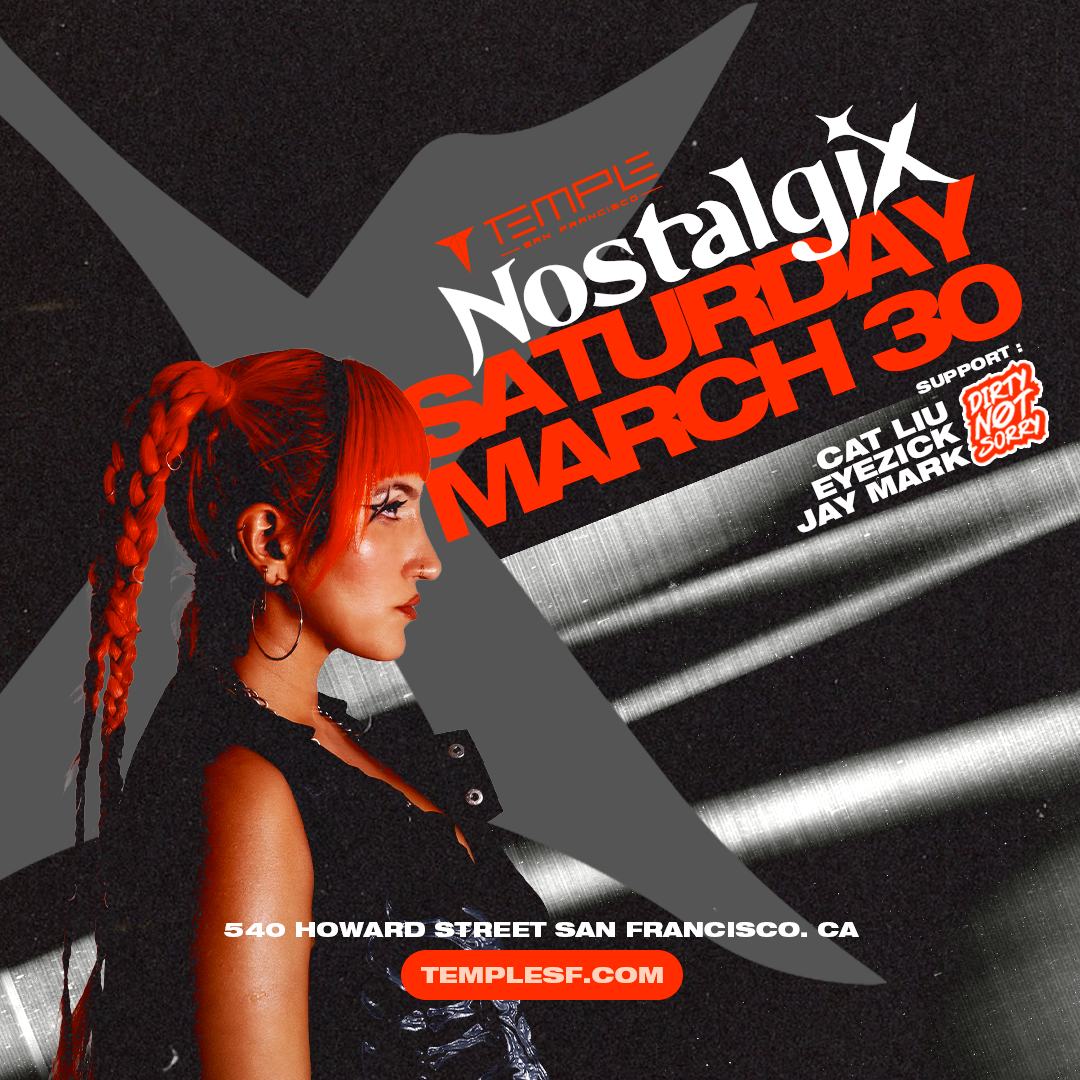 TEMPLE
SAN FRANCISCO
Nostalgix
SATURDAY
MARCH 30
SUPPORT :
CAT LIU
EYEZICK
JAY MARK
DIRTY
NOT
SORRY
540 HOWARD STREET SAN FRANCISCO. CA
TEMPLESF.COM